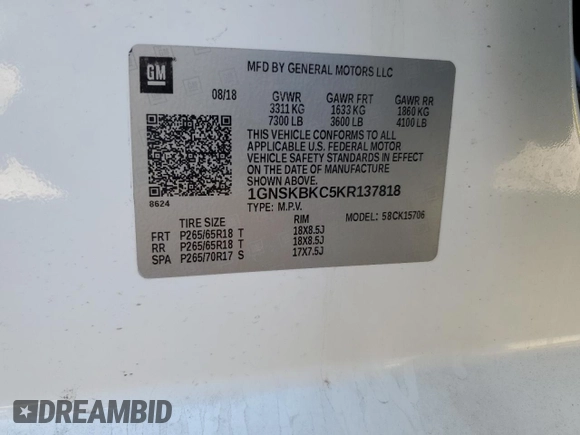 GM
MFD BY GENERAL MOTORS LLC
08/18 GVWR GAWR FRT GAWR RR
3311 KG 1633 KG 1860 KG
7300 LB 3600 LB 4100 LB
THIS VEHICLE CONFORMS TO ALL
APPLICABLE U.S. FEDERAL MOTOR
VEHICLE SAFETY STANDARDS IN EFFECT
ON THE DATE OF MANUFACTURE
SHOWN ABOVE.
8624 1GNSKBKC5KR137818
TYPE: M.P.V. MODEL: 58CK15706
TIRE SIZE RIM
FRT P265/65R18 T 18X8.5J
RR P265/65R18 T 18X8.5J
SPA P265/70R17 S 17X7.5J
DREAMBID